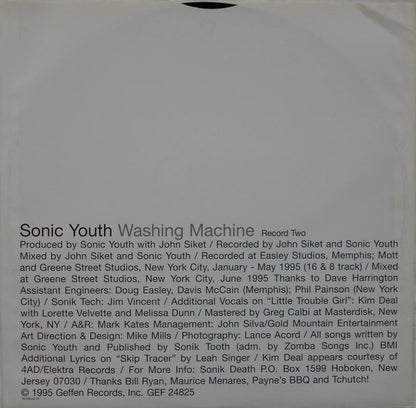 Sonic Youth Washing Machine Record Two
Produced by Sonic Youth with John Siket / Recorded by John Siket and Sonic Youth
Mixed by John Siket and Sonic Youth / Recorded at Easley Studios, Memphis; Mott
and Greene Street Studios, New York City, January - May 1995 (16 & 8 track) / Mixed
at Greene Street Studios, New York City, June 1995 Thanks to Dave Harrington
Assistant Engineers: Doug Easley, Davis McCain (Memphis); Phil Painson (New York
City) / Sonik Tech: Jim Vincent / Additional Vocals on “Little Trouble Girl”: Kim Deal
with Lorette Velvette and Melissa Dunn / Mastered by Greg Calbi at Masterdisk, New
York, NY / A&R: Mark Kates Management: John Silva/Gold Mountain Entertainment
Art Direction & Design: Mike Mills / Photography: Lance Acord / All songs written by
Sonic Youth and Published by Sonik Tooth (adm. by Zomba Songs Inc.) BMI
Additional Lyrics on “Skip Tracer” by Leah Singer / Kim Deal appears courtesy of
4AD/Elektra Records / For More Info: Sonik Death P.O. Box 1599 Hoboken, New
Jersey 07030 / Thanks Bill Ryan, Maurice Menares, Payne's BBQ and Tchutch!
© 1995 Geffen Records, Inc. GEF 24825